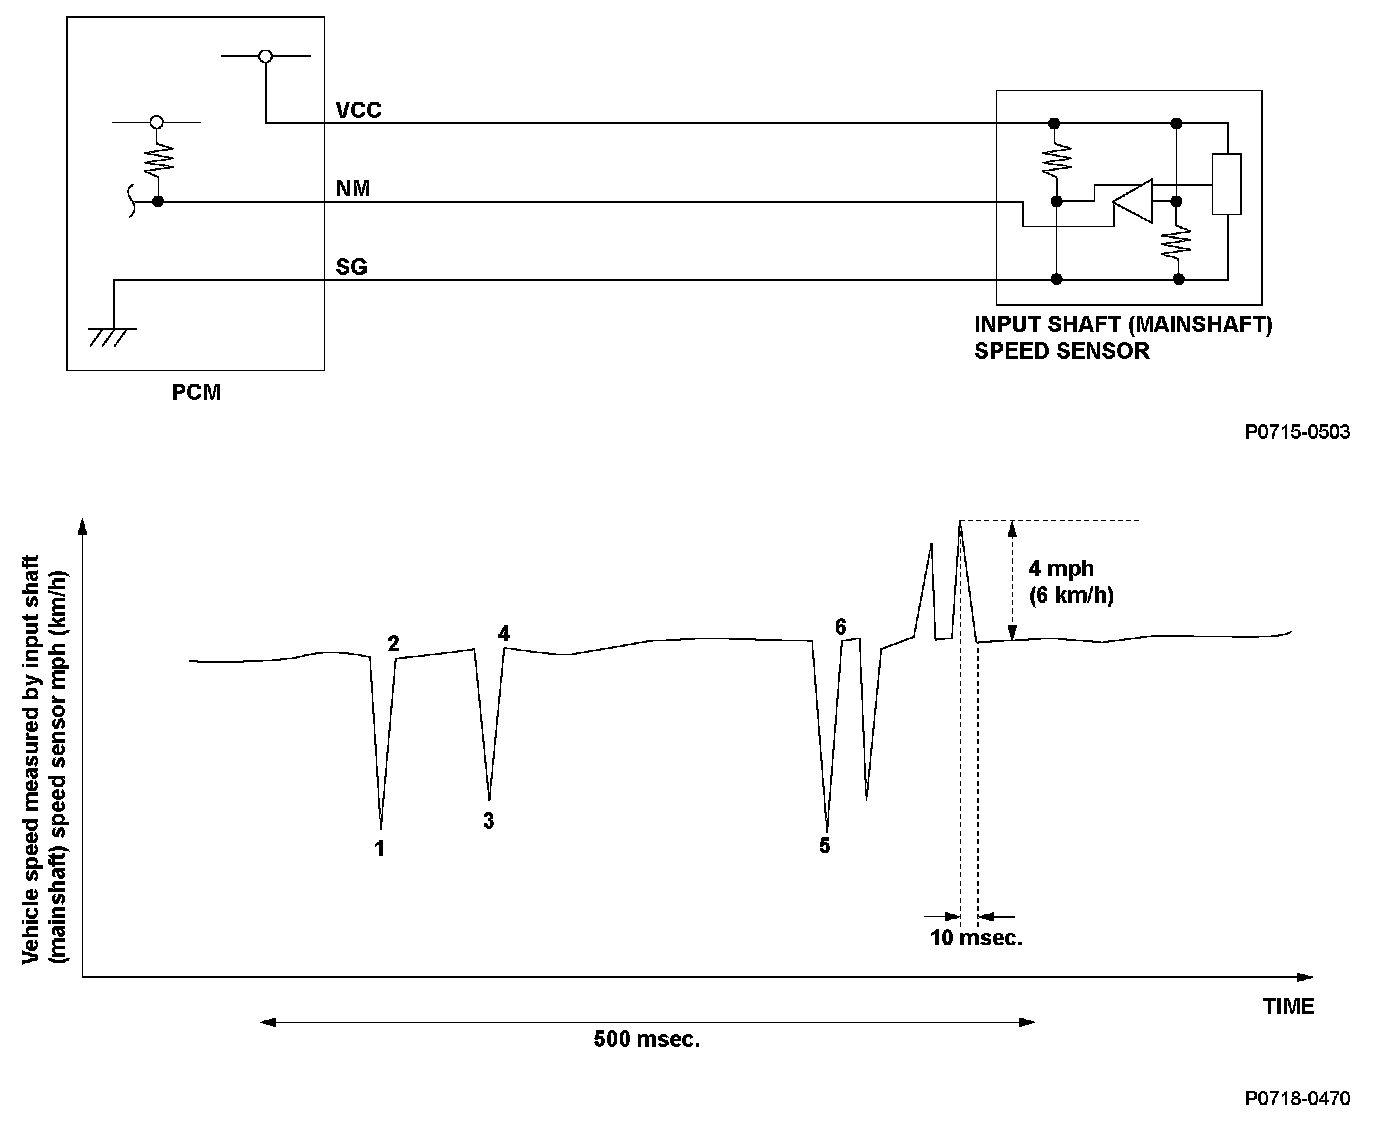 VCC
NM
SG
INPUT SHAFT (MAINSHAFT)
SPEED SENSOR
PCM
P0715-0503
Vehicle speed measured by input shaft
(mainshaft) speed sensor mph (km/h)
1
2
3
4
5
6
4 mph
(6 km/h)
10 msec.
TIME
500 msec.
P0718-0470